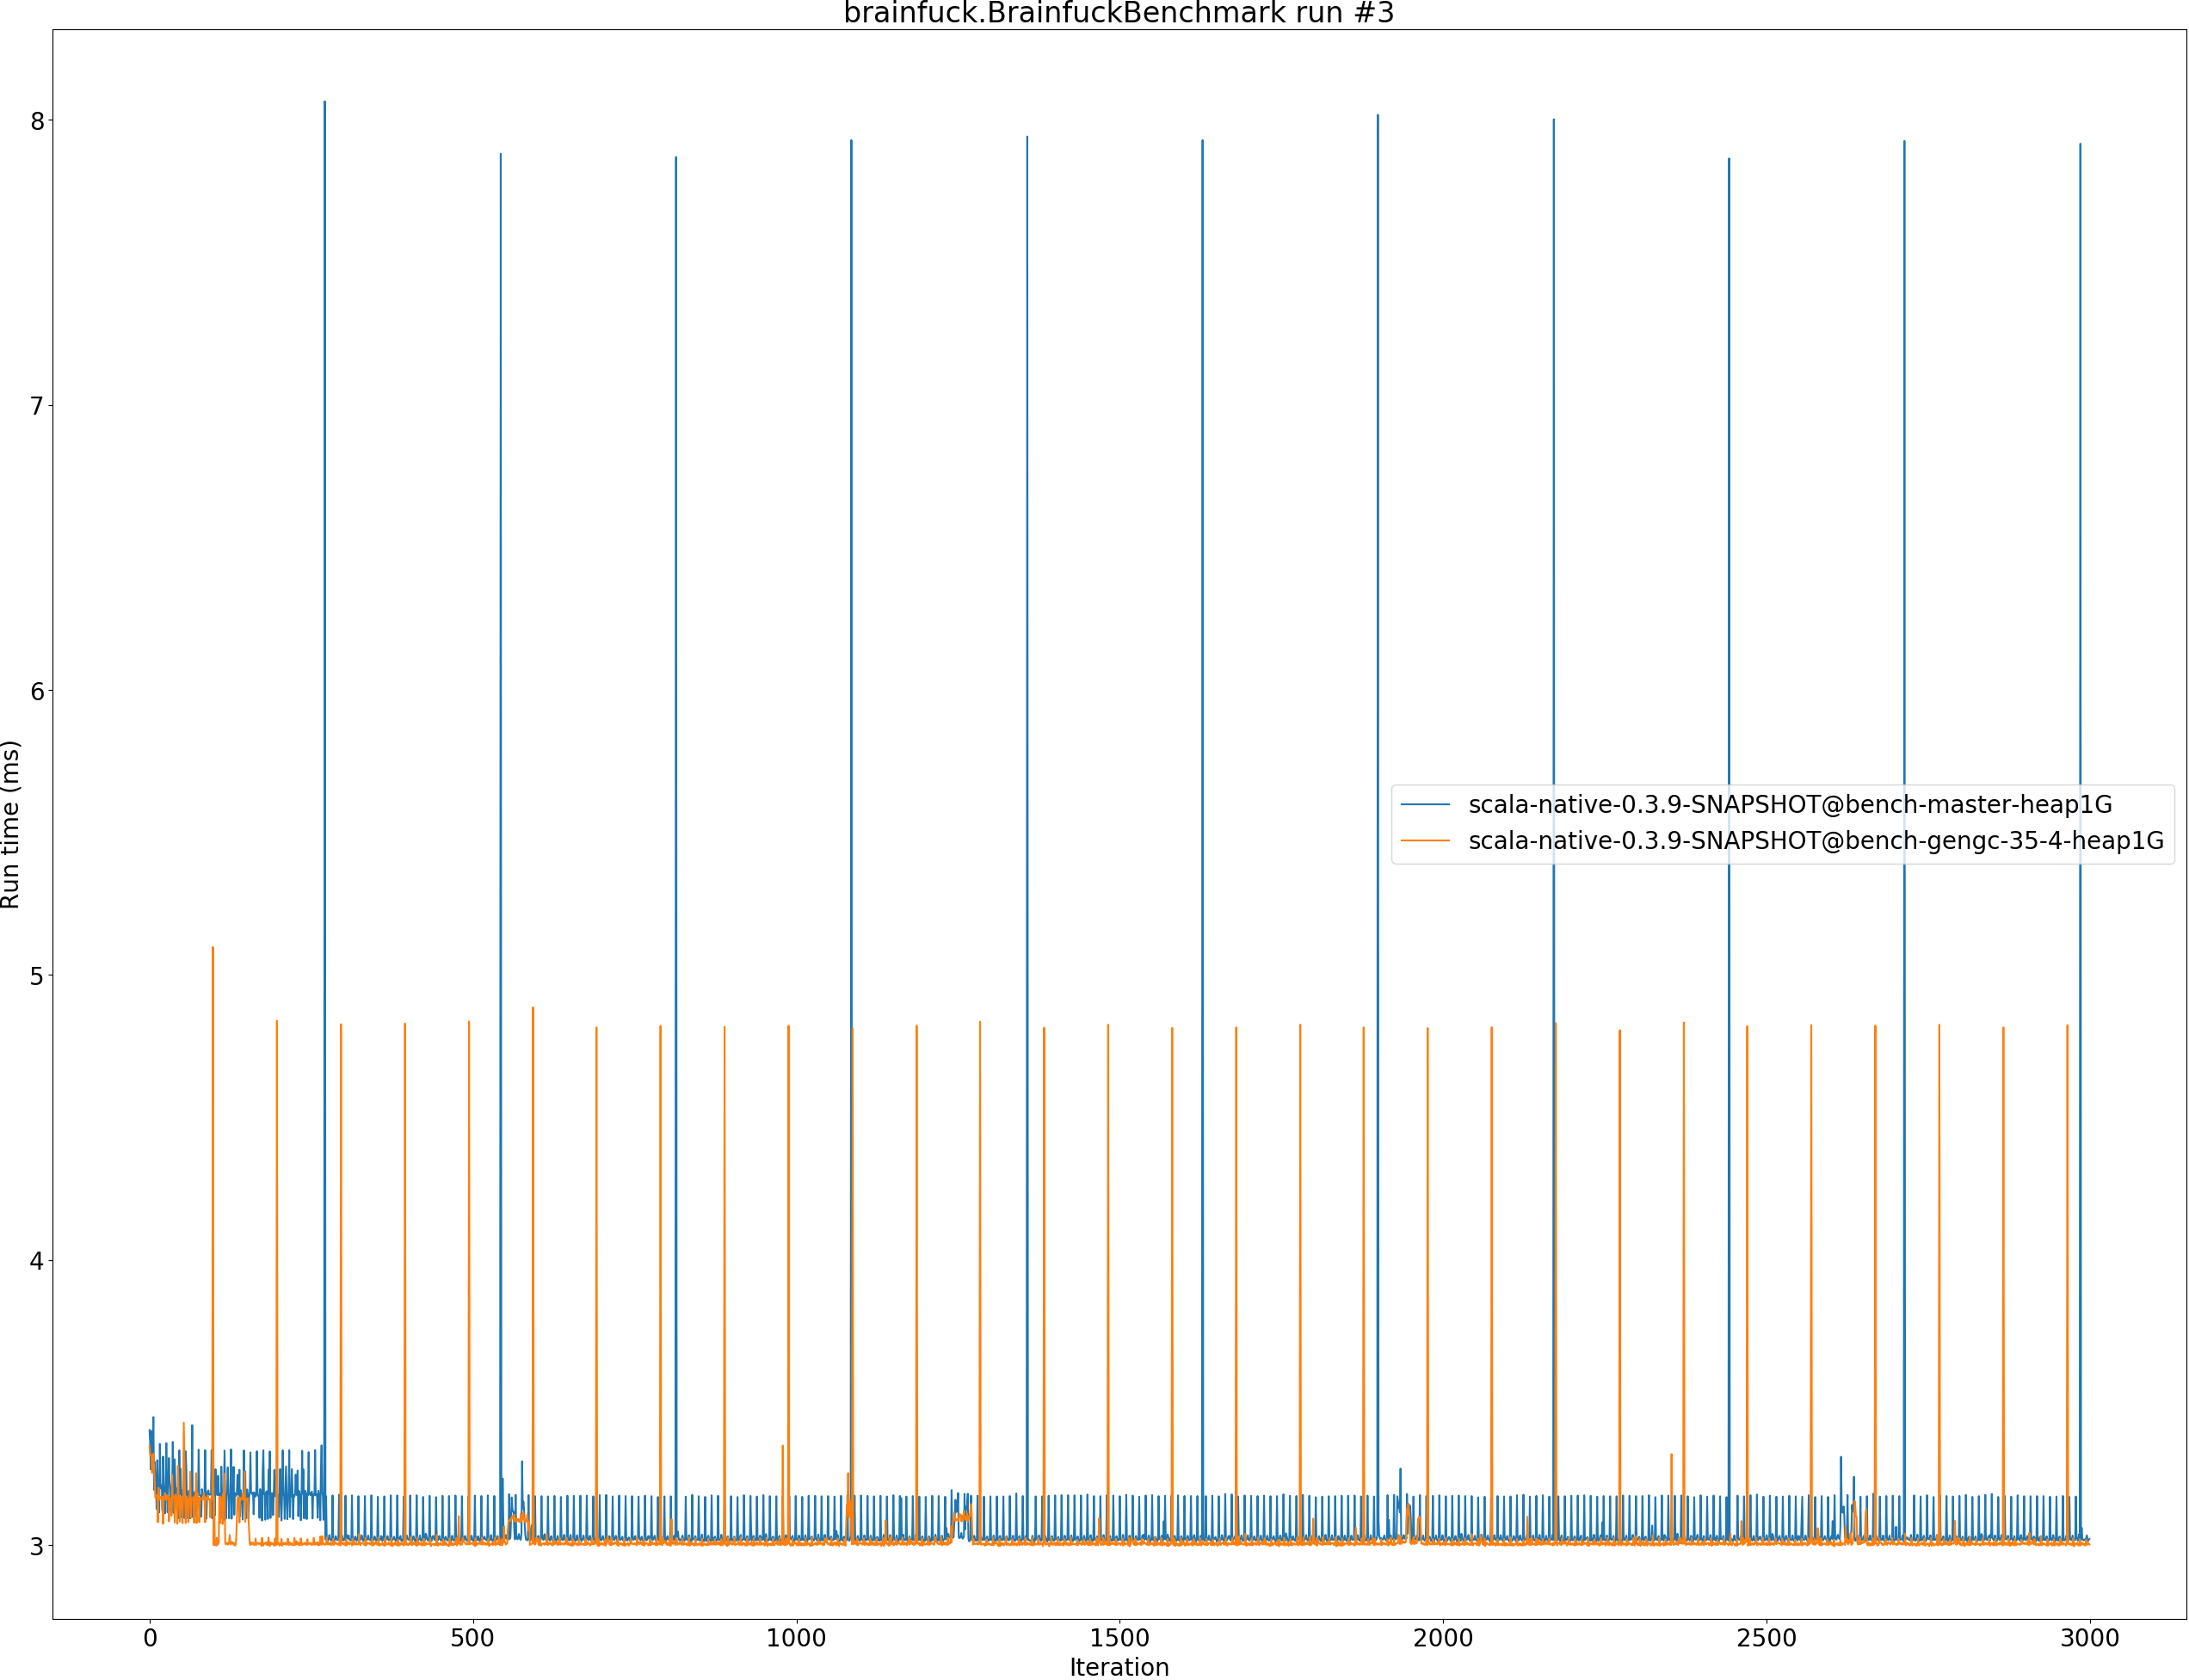 brainfuck.BrainfuckBenchmark run #3
8
7
6
5
4
3
Run time (ms)
scala-native-0.3.9-SNAPSHOT@bench-master-heap1G
scala-native-0.3.9-SNAPSHOT@bench-gengc-35-4-heap1G
0 500 1000 1500 2000 2500 3000
Iteration